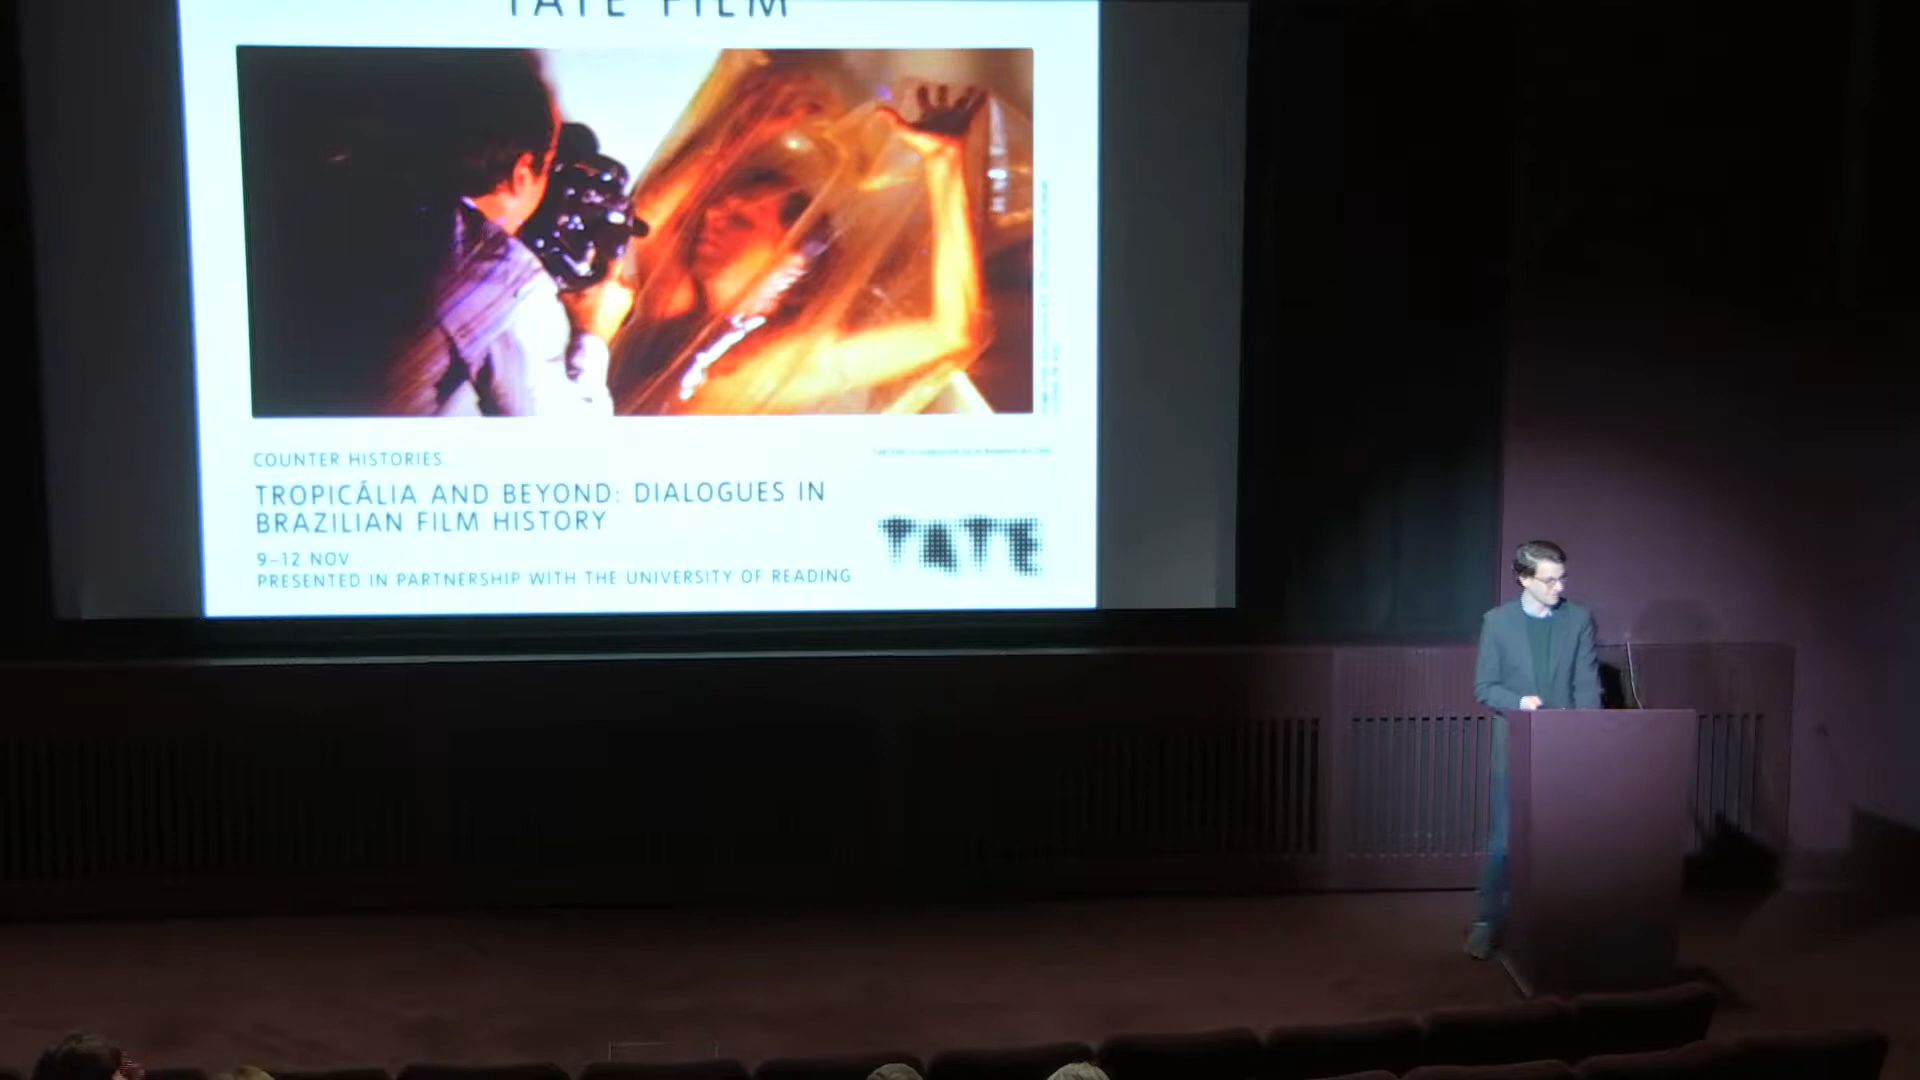 TATE FILM
COUNTER HISTORIES
TROPICÁLIA AND BEYOND: DIALOGUES IN
BRAZILIAN FILM HISTORY
9–12 NOV
PRESENTED IN PARTNERSHIP WITH THE UNIVERSITY OF READING
TATE